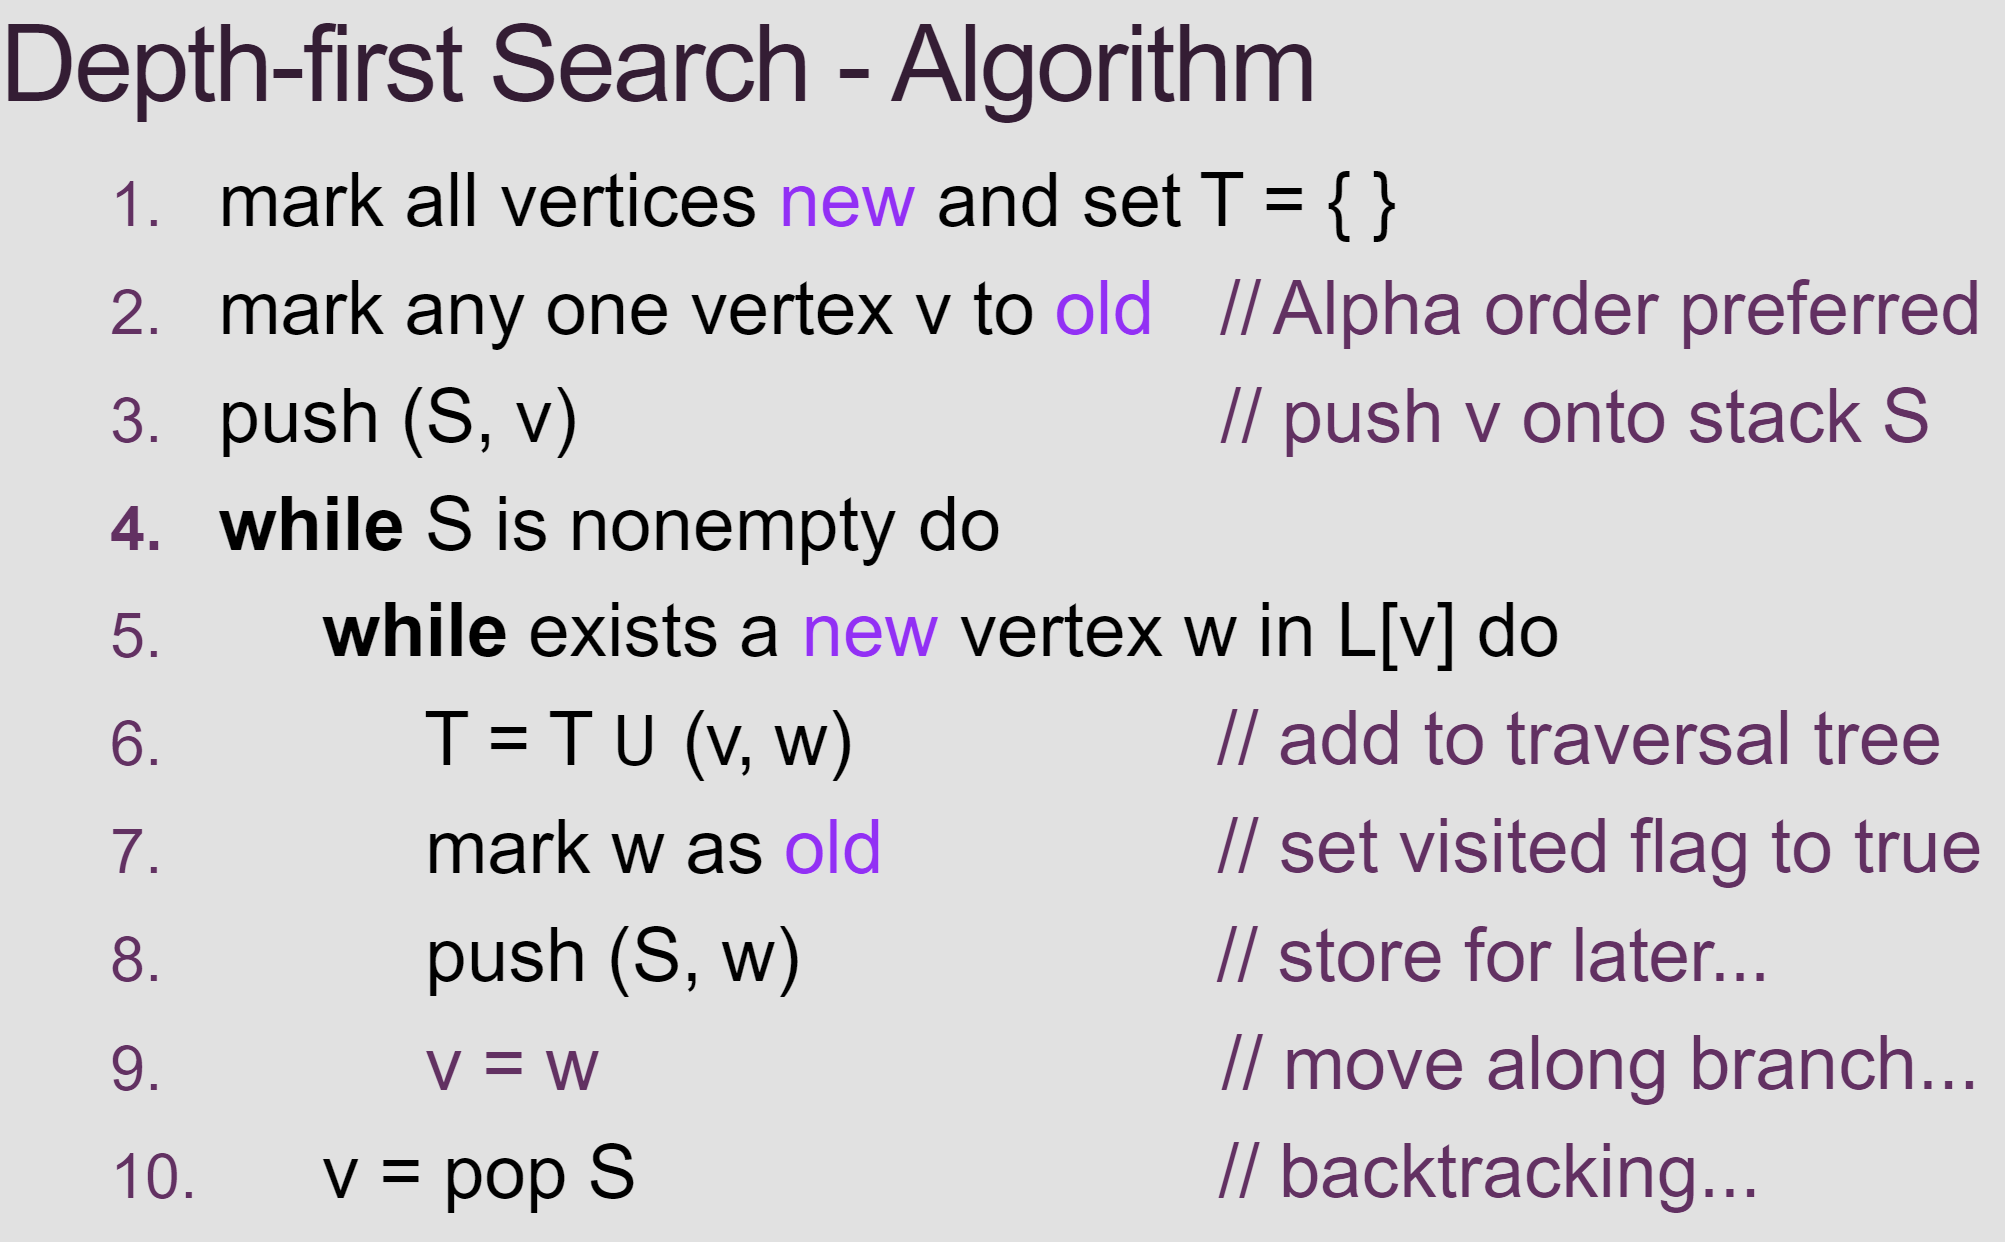 Depth-first Search - Algorithm
1. mark all vertices new and set T = { }
2. mark any one vertex v to old // Alpha order preferred
3. push (S, v) // push v onto stack S
4. while S is nonempty do
5. while exists a new vertex w in L[v] do
6. T = T U (v, w) // add to traversal tree
7. mark w as old // set visited flag to true
8. push (S, w) // store for later...
9. v = w // move along branch...
10. v = pop S // backtracking...